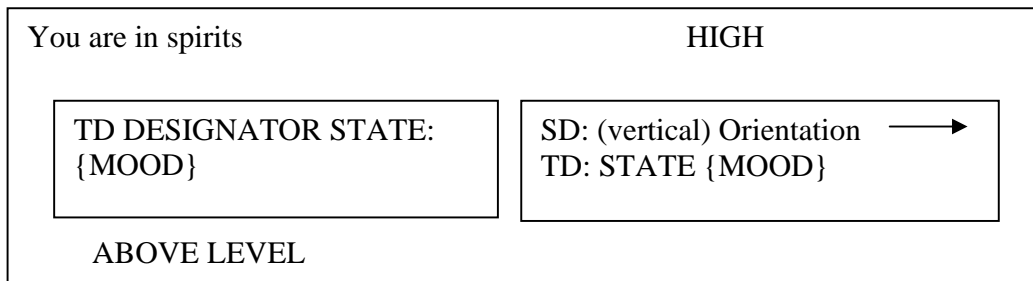 You are in spirits HIGH
TD DESIGNATOR STATE:
{MOOD}
SD: (vertical) Orientation
TD: STATE {MOOD}
ABOVE LEVEL